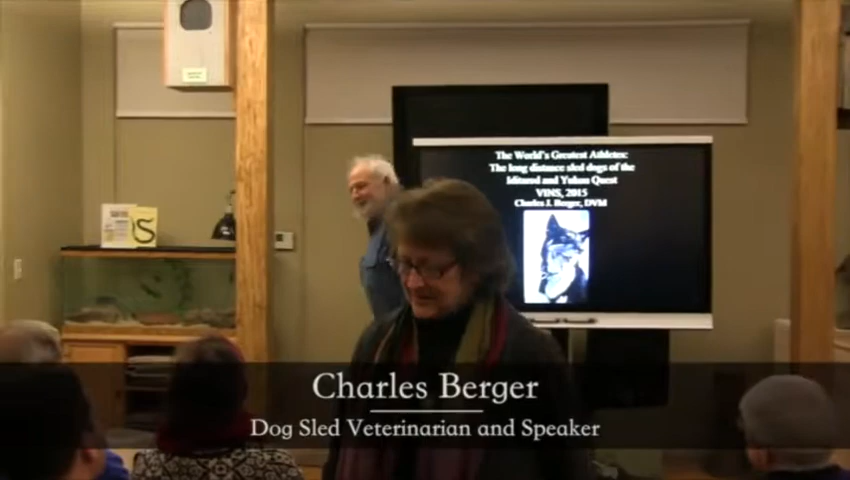 The World's Greatest Athletes:
The long distance sled dogs of the
Iditarod and Yukon Quest
VINS, 2015
Charles J. Berger, DVM
Charles Berger
Dog Sled Veterinarian and Speaker